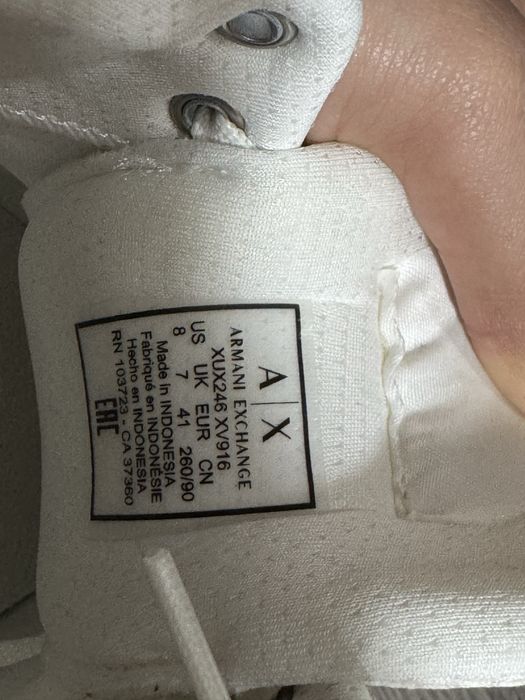 A|X
ARMANI EXCHANGE
XUX246 XV916
US UK EUR CN
8 7 41 260/90
Made in INDONESIA
Fabriqué en INDONÉSIE
Hecho en INDONESIA
RN 103723 - CA 37360
EAC